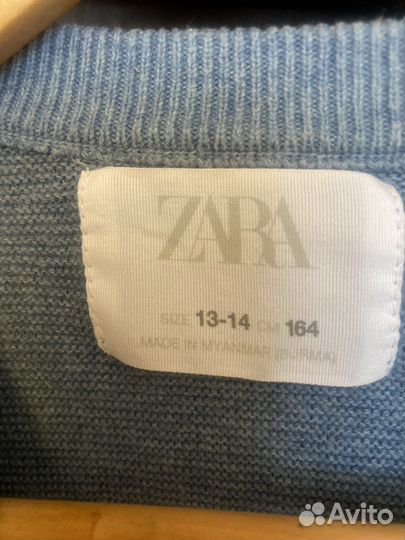 ZARA
SIZE 13-14 CM 164
MADE IN MYANMAR (BURMA)
Avito